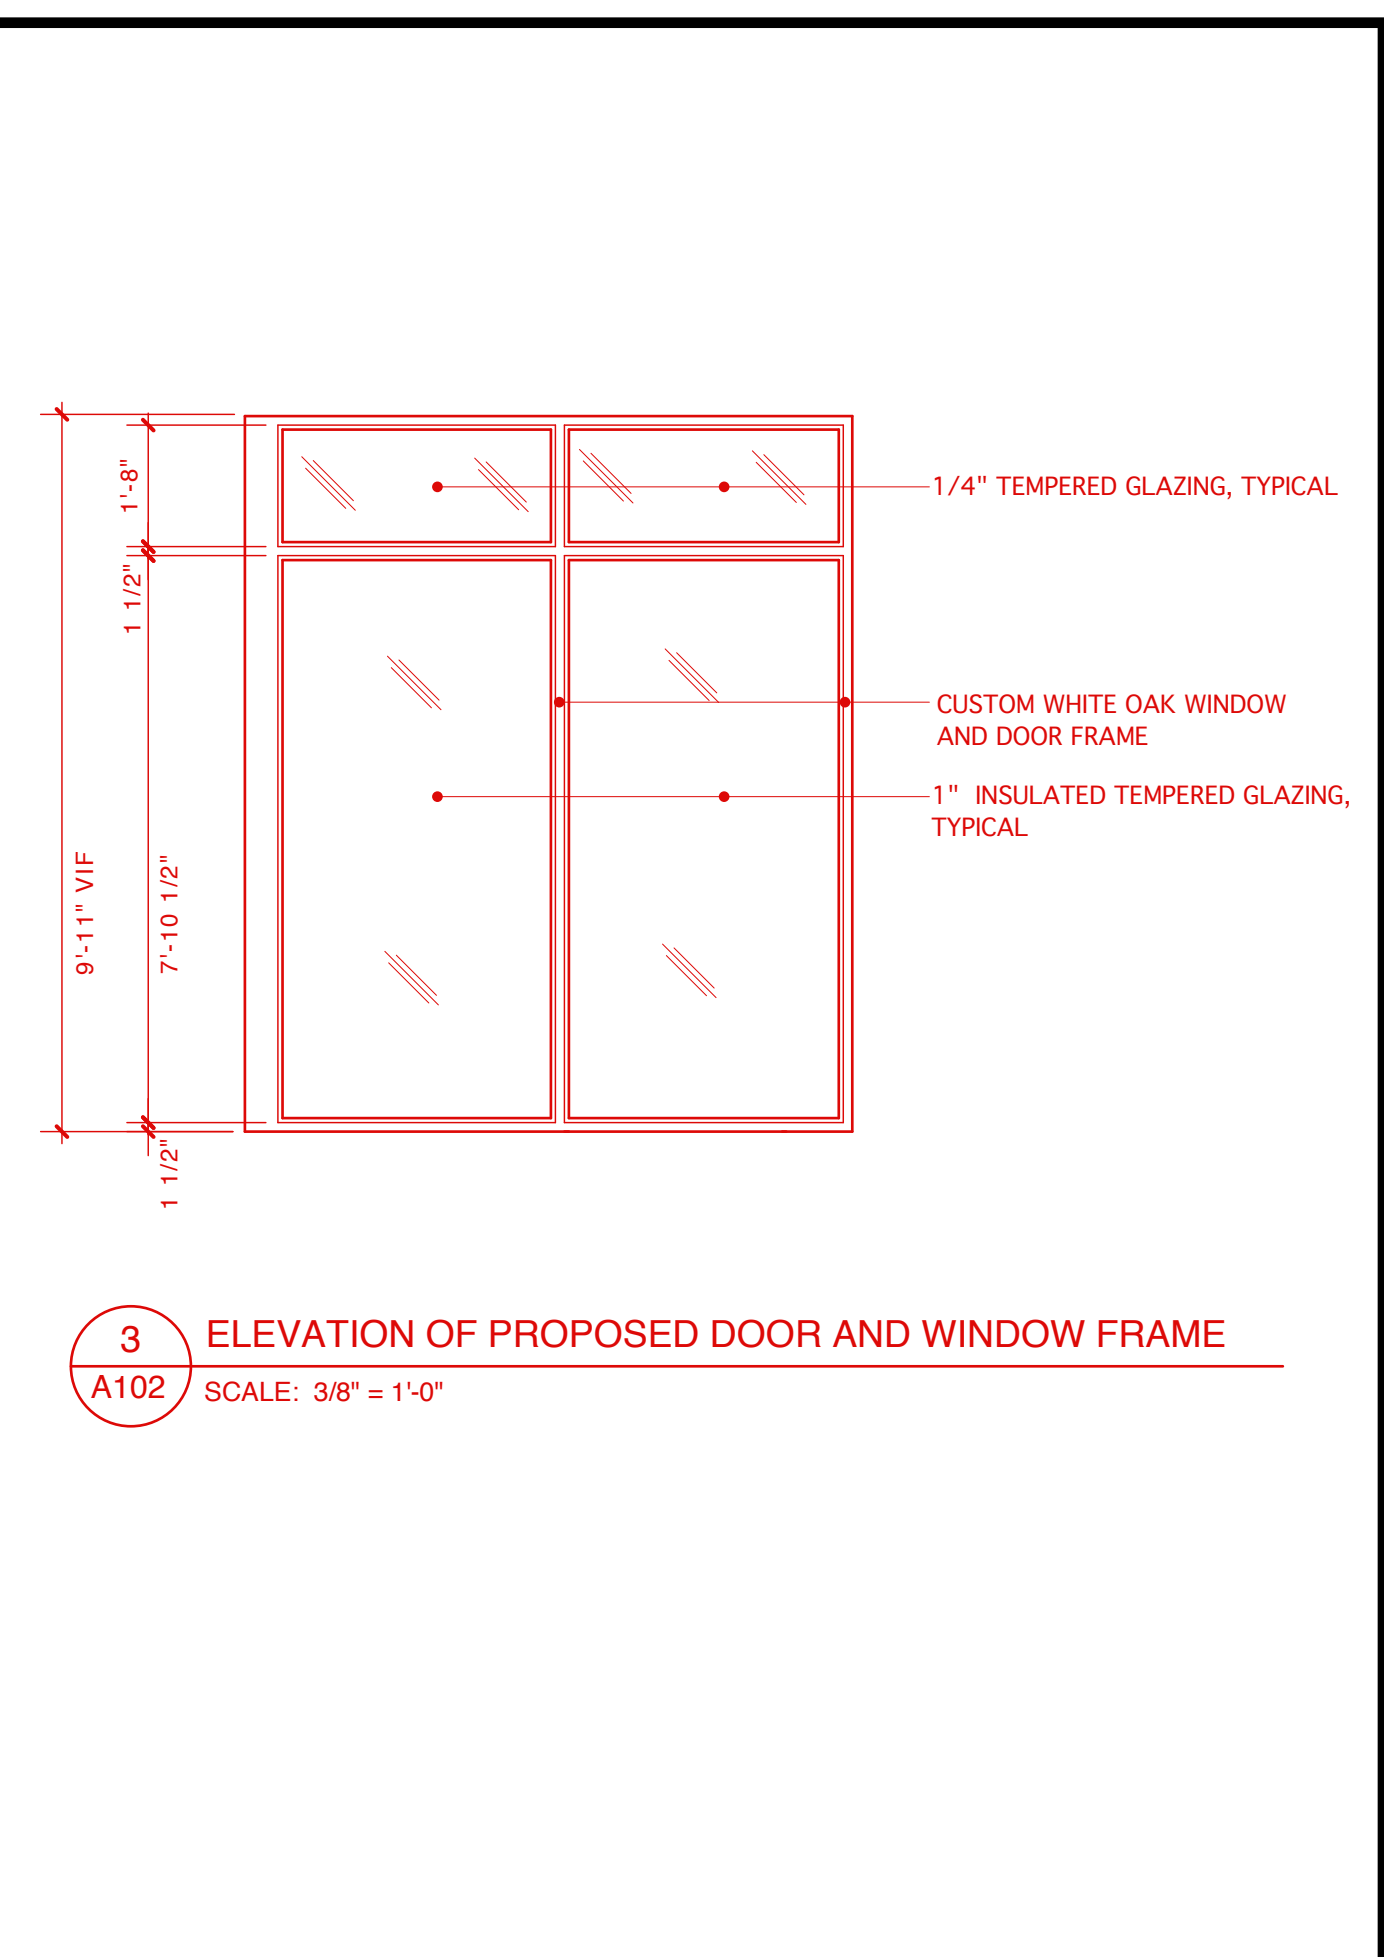 1'-8"
1/4" TEMPERED GLAZING, TYPICAL
1 1/2"
CUSTOM WHITE OAK WINDOW
AND DOOR FRAME
1"  INSULATED TEMPERED GLAZING,
TYPICAL
9'-11" VIF
7'-10 1/2"
1 1/2"
3
A102
ELEVATION OF PROPOSED DOOR AND WINDOW FRAME
SCALE:  3/8" = 1'-0"